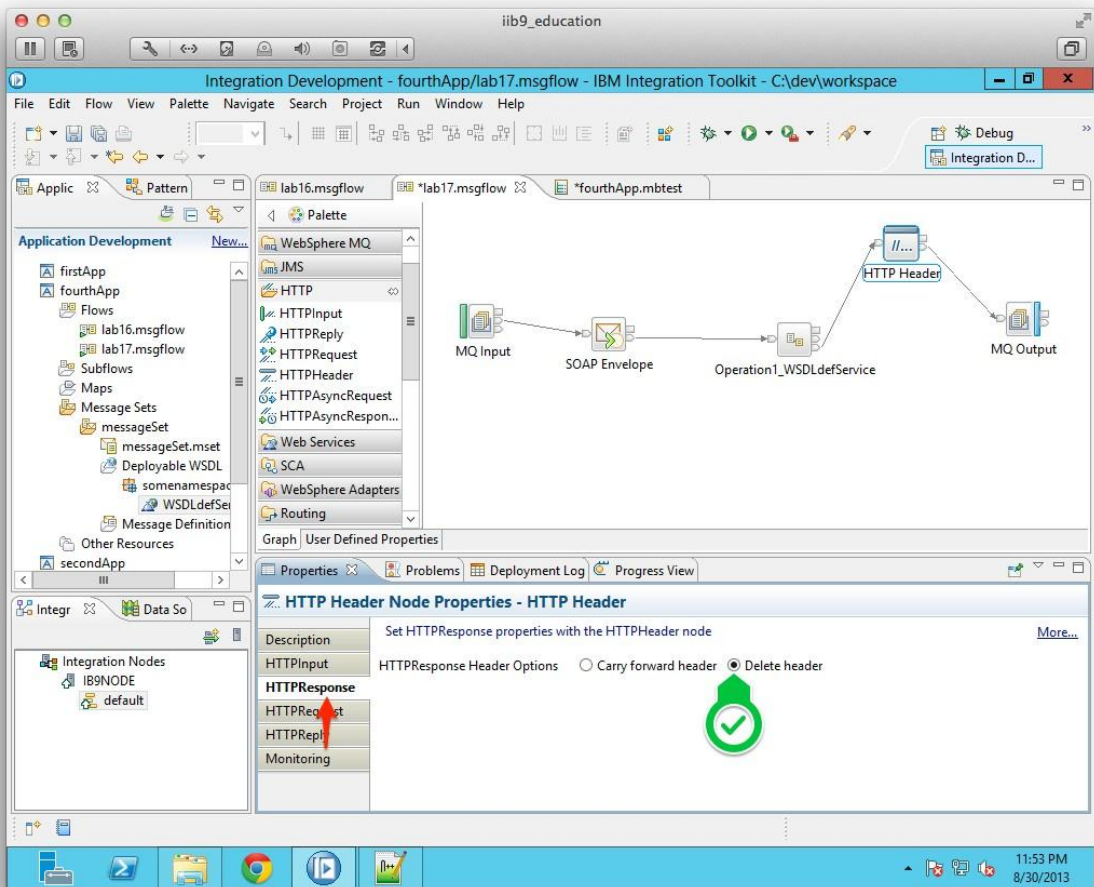 iib9_education
Integration Development - fourthApp/lab17.msgflow - IBM Integration Toolkit - C:\dev\workspace
File Edit Flow View Palette Navigate Search Project Run Window Help
Debug
Integration D...
Applic
Pattern
lab16.msgflow
*lab17.msgflow
*fourthApp.mbtest
Application Development
New...
firstApp
fourthApp
Flows
lab16.msgflow
lab17.msgflow
Subflows
Maps
Message Sets
messageSet
messageSet.mset
Deployable WSDL
somenamespac
WSDLdefSer
Message Definition
Other Resources
secondApp
Palette
WebSphere MQ
JMS
HTTP
HTTPInput
HTTPReply
HTTPRequest
HTTPHeader
HTTPAsyncRequest
HTTPAsyncRespon...
Web Services
SCA
WebSphere Adapters
Routing
MQ Input
SOAP Envelope
Operation1_WSDLdefService
//...
HTTP Header
MQ Output
Graph
User Defined Properties
Properties
Problems
Deployment Log
Progress View
HTTP Header Node Properties - HTTP Header
Description
HTTPInput
HTTPResponse
HTTPReply
Monitoring
Set HTTPResponse properties with the HTTPHeader node
More...
HTTPResponse Header Options
Carry forward header
Delete header
Integr
Data So
Integration Nodes
IB9NODE
default
11:53 PM
8/30/2013